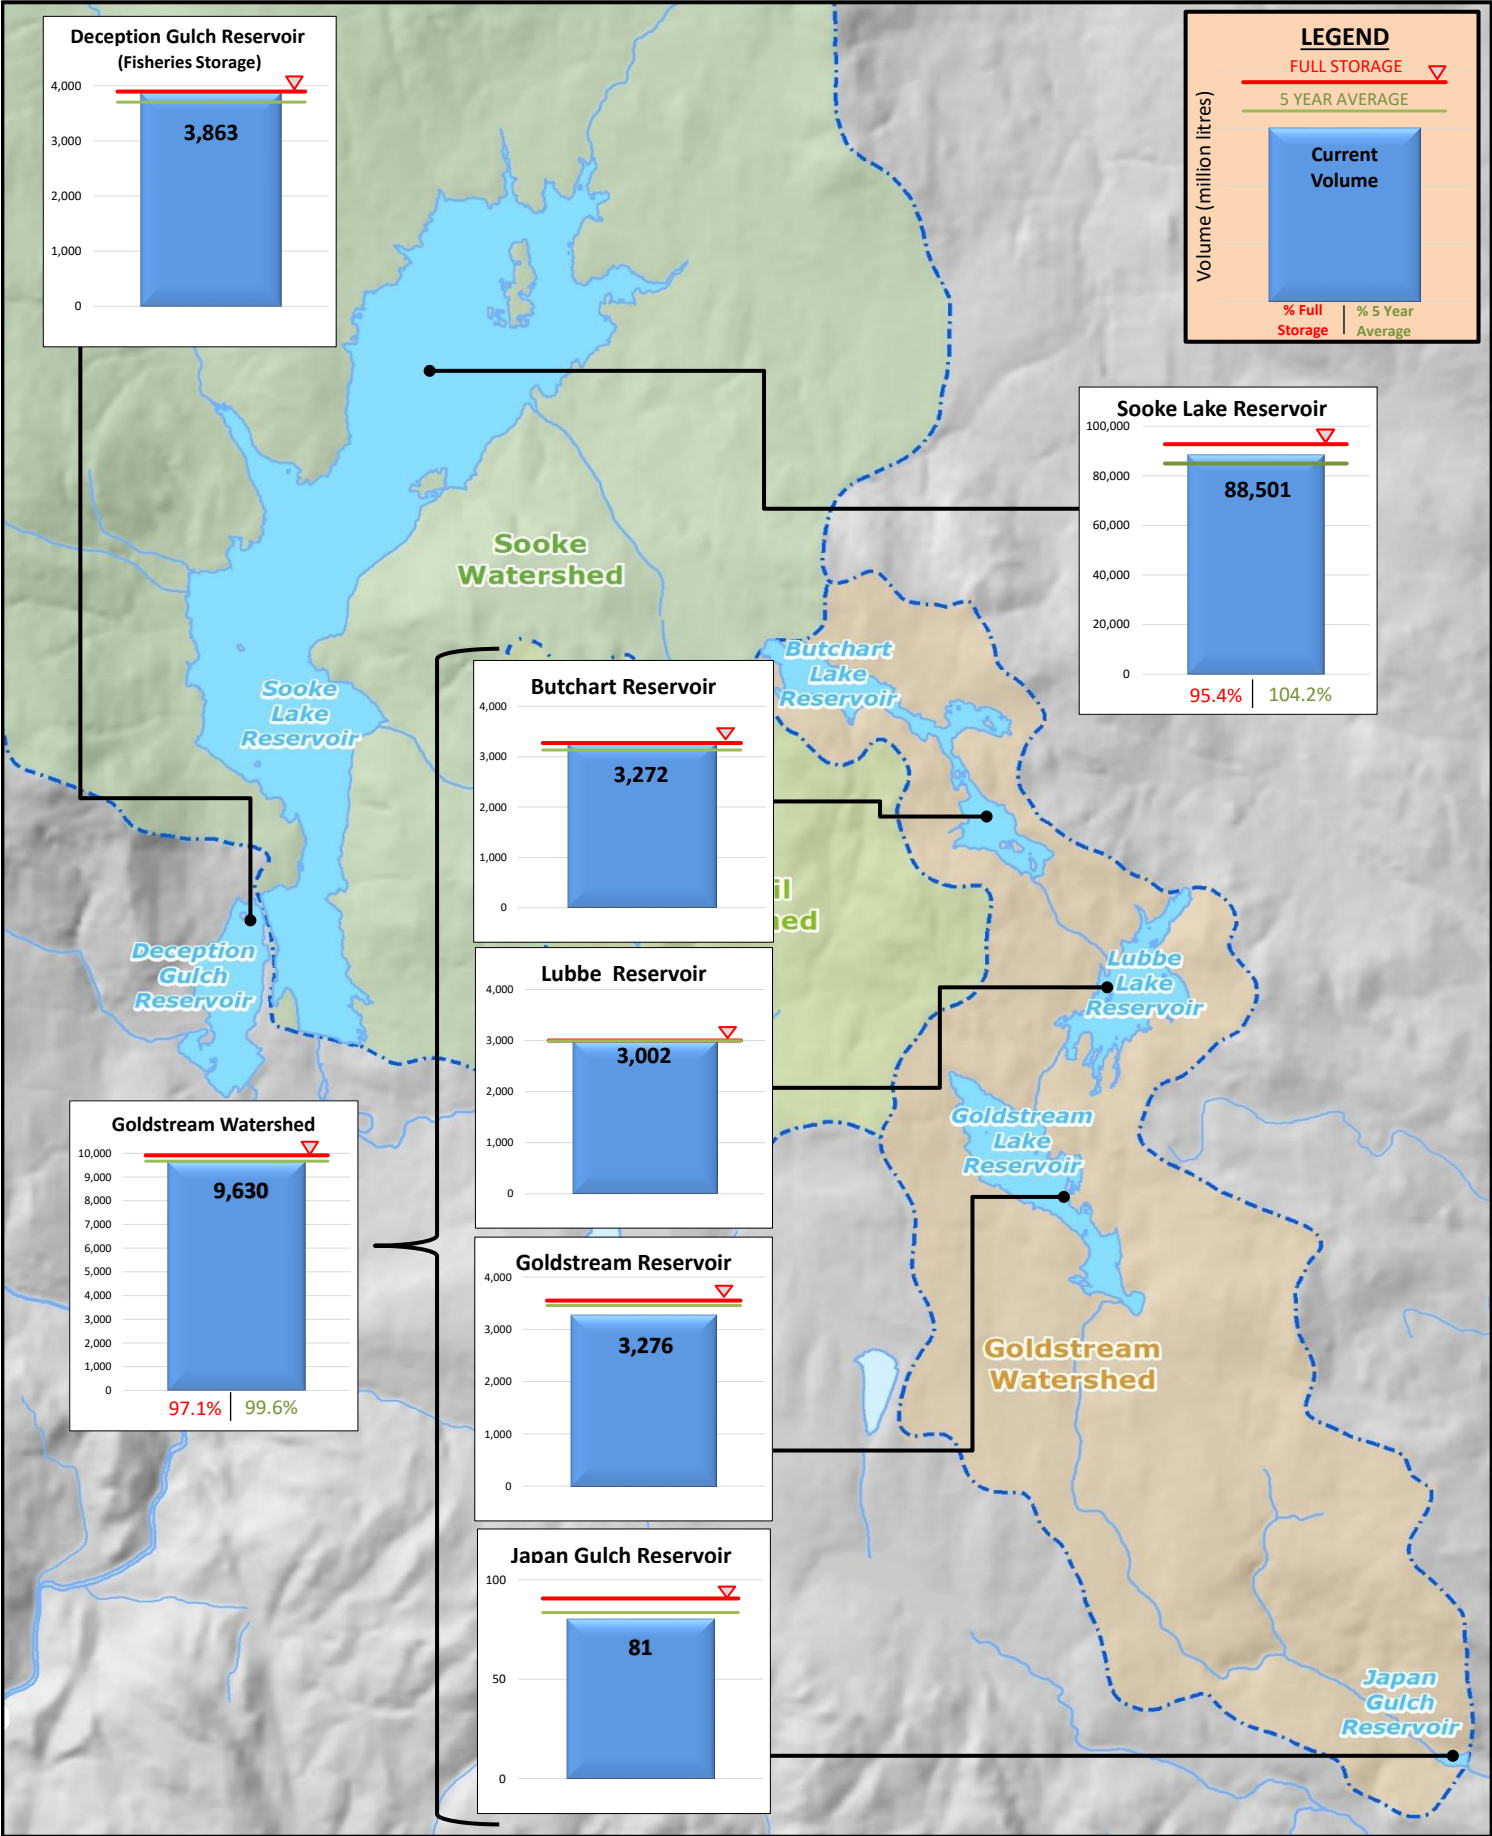 Deception Gulch Reservoir
(Fisheries Storage)
4,000
3,000
2,000
1,000
0
3,863
LEGEND
FULL STORAGE
5 YEAR AVERAGE
Volume (million litres)
Current
Volume
% Full
Storage
% 5 Year
Average
Sooke Lake Reservoir
100,000
80,000
60,000
40,000
20,000
0
88,501
95.4%
104.2%
Sooke
Watershed
Sooke
Lake
Reservoir
Butchart
Lake
Reservoir
Butchart Reservoir
4,000
3,000
2,000
1,000
0
3,272
il
ed
Deception
Gulch
Reservoir
Lubbe Reservoir
4,000
3,000
2,000
1,000
0
3,002
Lubbe
Lake
Reservoir
Goldstream Watershed
10,000
9,000
8,000
7,000
6,000
5,000
4,000
3,000
2,000
1,000
0
9,630
97.1%
99.6%
Goldstream
Lake
Reservoir
Goldstream Reservoir
4,000
3,000
2,000
1,000
0
3,276
Goldstream
Watershed
Japan Gulch Reservoir
100
50
0
81
Japan
Gulch
Reservoir